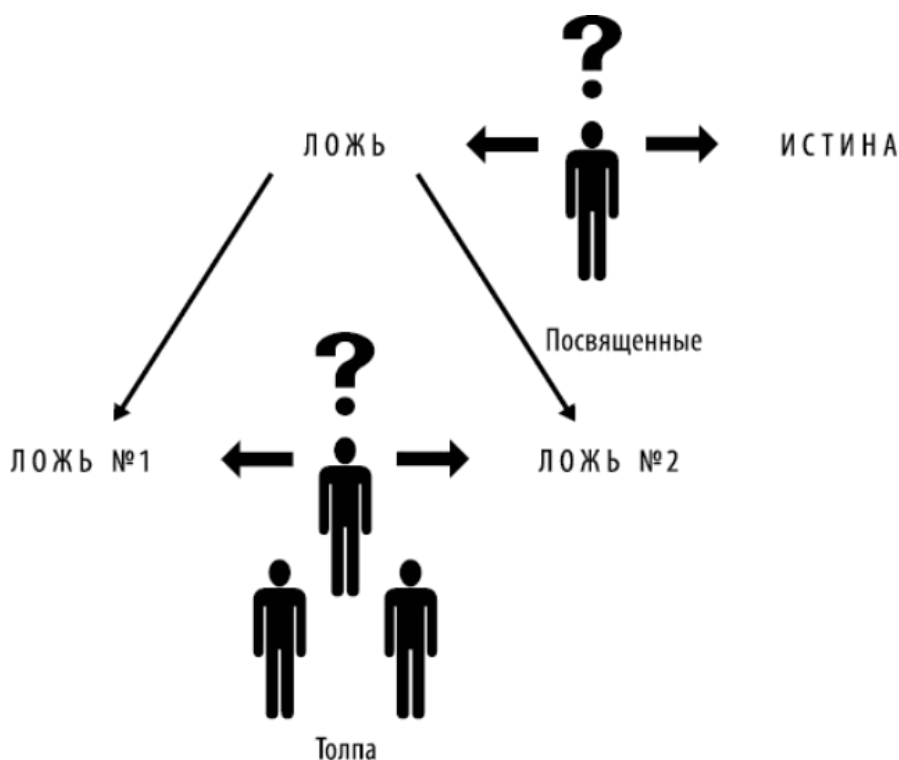 ?
ЛОЖЬ
ИСТИНА
Посвященные
?
ЛОЖЬ №1
ЛОЖЬ №2
Толпа